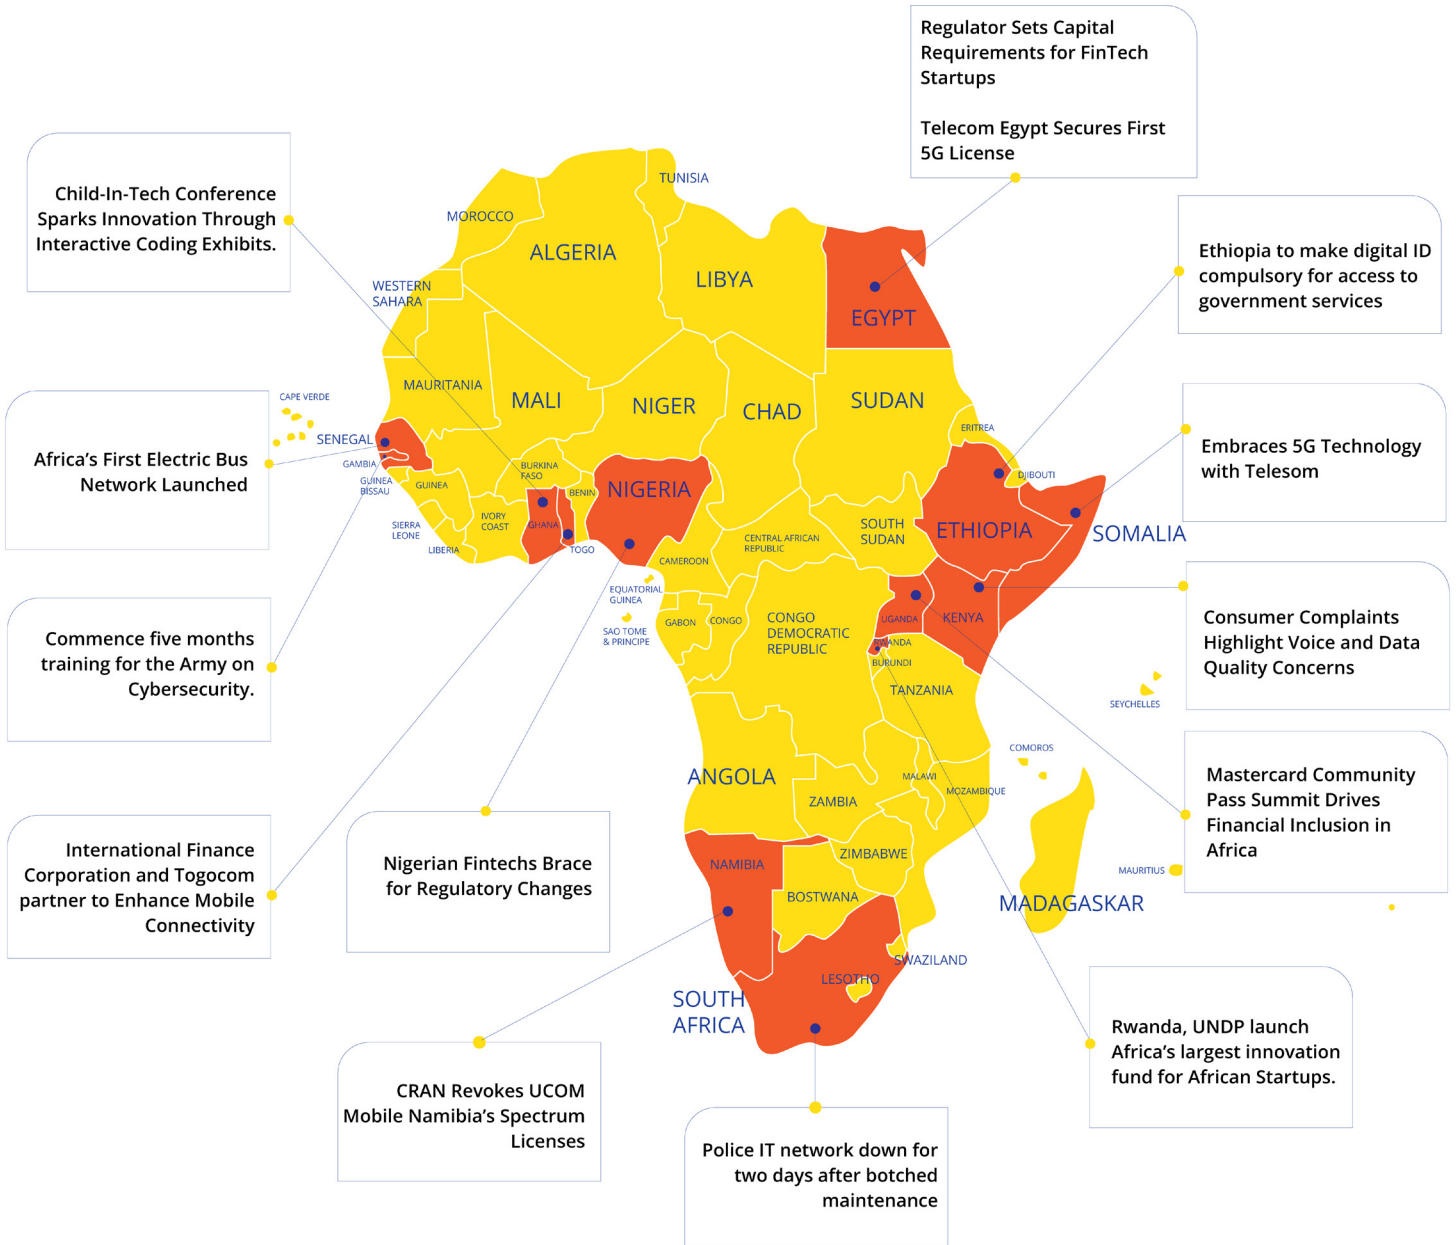 Regulator Sets Capital
Requirements for FinTech
Startups
Telecom Egypt Secures First
5G License
Child-In-Tech Conference
Sparks Innovation Through
Interactive Coding Exhibits.
Ethiopia to make digital ID
compulsory for access to
government services
Africa’s First Electric Bus
Network Launched
Embraces 5G Technology
with Telesom
Commence five months
training for the Army on
Cybersecurity.
Consumer Complaints
Highlight Voice and Data
Quality Concerns
International Finance
Corporation and Togocom
partner to Enhance Mobile
Connectivity
Nigerian Fintechs Brace
for Regulatory Changes
Mastercard Community
Pass Summit Drives
Financial Inclusion in
Africa
CRAN Revokes UCOM
Mobile Namibia’s Spectrum
Licenses
Police IT network down for
two days after botched
maintenance
Rwanda, UNDP launch
Africa’s largest innovation
fund for African Startups.
TUNISIA
MOROCCO
ALGERIA
LIBYA
WESTERN
SAHARA
EGYPT
MAURITANIA
MALI
NIGER
CHAD
SUDAN
CAPE VERDE
ERITREA
SENEGAL
GAMBIA
GUINEA
BISSAU
GUINEA
BURKINA
FASO
BENIN
NIGERIA
DJIBOUTI
SIERRA
LEONE
IVORY
COAST
GHANA
LIBERIA
TOGO
CENTRAL AFRICAN
REPUBLIC
SOUTH
SUDAN
ETHIOPIA
SOMALIA
CAMEROON
EQUATORIAL
GUINEA
SAO TOME
& PRINCIPE
GABON
CONGO
CONGO
DEMOCRATIC
REPUBLIC
UGANDA
KENYA
RWANDA
BURUNDI
TANZANIA
SEYCHELLES
COMOROS
ANGOLA
ZAMBIA
MALAWI
MOZAMBIQUE
NAMIBIA
ZIMBABWE
BOSTWANA
MAURITIUS
MADAGASKAR
SWAZILAND
LESOTHO
SOUTH
AFRICA